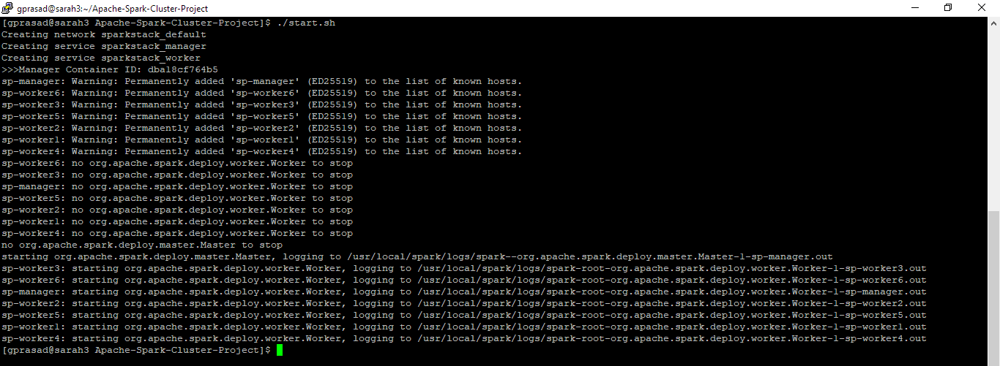 gprasad@sarah3:~/Apache-Spark-Cluster-Project
[gprasad@sarah3 Apache-Spark-Cluster-Project]$ ./start.sh
Creating network sparkstack_default
Creating service sparkstack_manager
Creating service sparkstack_worker
>>>Manager Container ID: dba18cf764b5
sp-manager: Warning: Permanently added 'sp-manager' (ED25519) to the list of known hosts.
sp-worker6: Warning: Permanently added 'sp-worker6' (ED25519) to the list of known hosts.
sp-worker3: Warning: Permanently added 'sp-worker3' (ED25519) to the list of known hosts.
sp-worker5: Warning: Permanently added 'sp-worker5' (ED25519) to the list of known hosts.
sp-worker2: Warning: Permanently added 'sp-worker2' (ED25519) to the list of known hosts.
sp-worker1: Warning: Permanently added 'sp-worker1' (ED25519) to the list of known hosts.
sp-worker4: Warning: Permanently added 'sp-worker4' (ED25519) to the list of known hosts.
sp-worker6: no org.apache.spark.deploy.worker.Worker to stop
sp-worker3: no org.apache.spark.deploy.worker.Worker to stop
sp-manager: no org.apache.spark.deploy.worker.Worker to stop
sp-worker5: no org.apache.spark.deploy.worker.Worker to stop
sp-worker2: no org.apache.spark.deploy.worker.Worker to stop
sp-worker1: no org.apache.spark.deploy.worker.Worker to stop
sp-worker4: no org.apache.spark.deploy.worker.Worker to stop
no org.apache.spark.deploy.master.Master to stop
starting org.apache.spark.deploy.master.Master, logging to /usr/local/spark/logs/spark--org.apache.spark.deploy.master.Master-1-sp-manager.out
sp-worker3: starting org.apache.spark.deploy.worker.Worker, logging to /usr/local/spark/logs/spark-root-org.apache.spark.deploy.worker.Worker-1-sp-worker3.out
sp-worker6: starting org.apache.spark.deploy.worker.Worker, logging to /usr/local/spark/logs/spark-root-org.apache.spark.deploy.worker.Worker-1-sp-worker6.out
sp-manager: starting org.apache.spark.deploy.worker.Worker, logging to /usr/local/spark/logs/spark-root-org.apache.spark.deploy.worker.Worker-1-sp-manager.out
sp-worker2: starting org.apache.spark.deploy.worker.Worker, logging to /usr/local/spark/logs/spark-root-org.apache.spark.deploy.worker.Worker-1-sp-worker2.out
sp-worker5: starting org.apache.spark.deploy.worker.Worker, logging to /usr/local/spark/logs/spark-root-org.apache.spark.deploy.worker.Worker-1-sp-worker5.out
sp-worker1: starting org.apache.spark.deploy.worker.Worker, logging to /usr/local/spark/logs/spark-root-org.apache.spark.deploy.worker.Worker-1-sp-worker1.out
sp-worker4: starting org.apache.spark.deploy.worker.Worker, logging to /usr/local/spark/logs/spark-root-org.apache.spark.deploy.worker.Worker-1-sp-worker4.out
[gprasad@sarah3 Apache-Spark-Cluster-Project]$